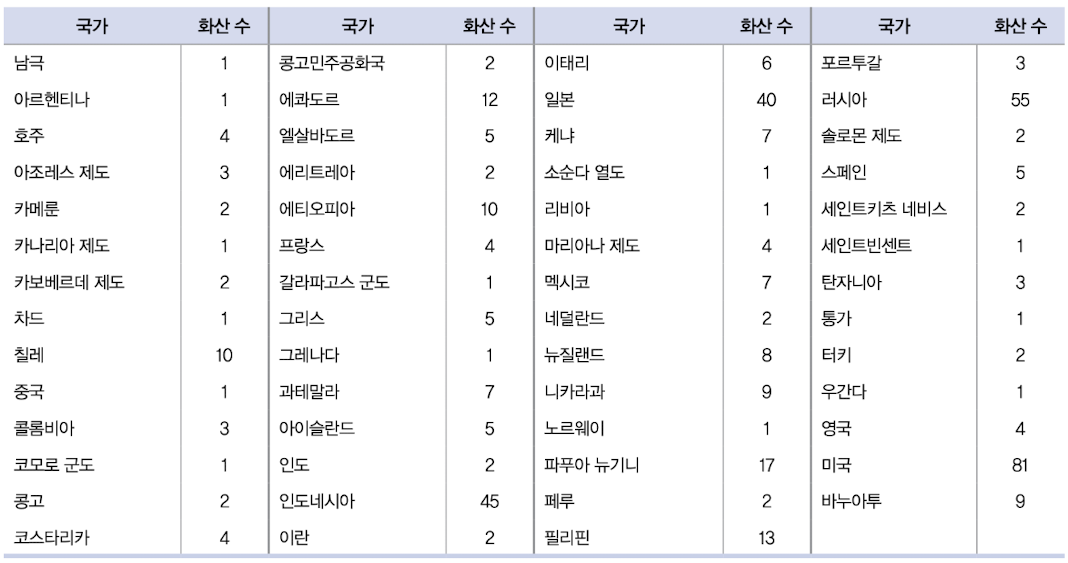 국가 화산 수 국가 화산 수 국가 화산 수 국가 화산 수
남극 1 콩고민주공화국 2 이태리 6 포르투갈 3
아르헨티나 1 에콰도르 12 일본 40 러시아 55
호주 4 엘살바도르 5 케냐 7 솔로몬 제도 2
아조레스 제도 3 에리트레아 2 소순다 열도 1 스페인 5
카메룬 2 에티오피아 10 리비아 1 세인트키츠 네비스 2
카나리아 제도 1 프랑스 4 마리아나 제도 4 세인트빈센트 1
카보베르데 제도 2 갈라파고스 군도 1 멕시코 7 탄자니아 3
차드 1 그리스 5 네덜란드 2 통가 1
칠레 10 그레나다 1 뉴질랜드 8 터키 2
중국 1 과테말라 7 니카라과 9 우간다 1
콜롬비아 3 아이슬란드 5 노르웨이 1 영국 4
코모로 군도 1 인도 2 파푸아 뉴기니 17 미국 81
콩고 2 인도네시아 45 페루 2 바누아투 9
코스타리카 4 이란 2 필리핀 13